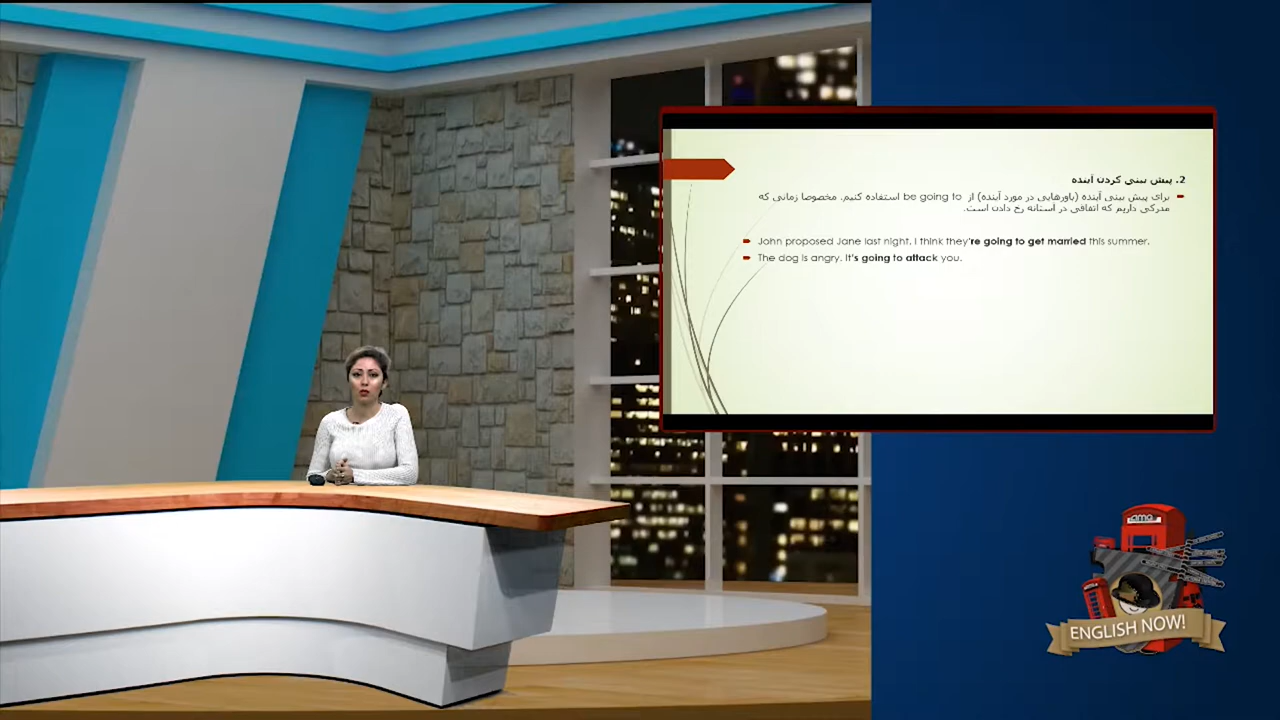 2. پیش بینی کردن آینده
برای پیش بینی آینده (باورهایی در مورد آینده) از be going to استفاده کنیم. مخصوصا زمانی که
مدرکی داریم که اتفاقی در آستانه رخ دادن است.
John proposed Jane last night. I think they're going to get married this summer.
The dog is angry. It's going to attack you.
ENGLISH NOW!